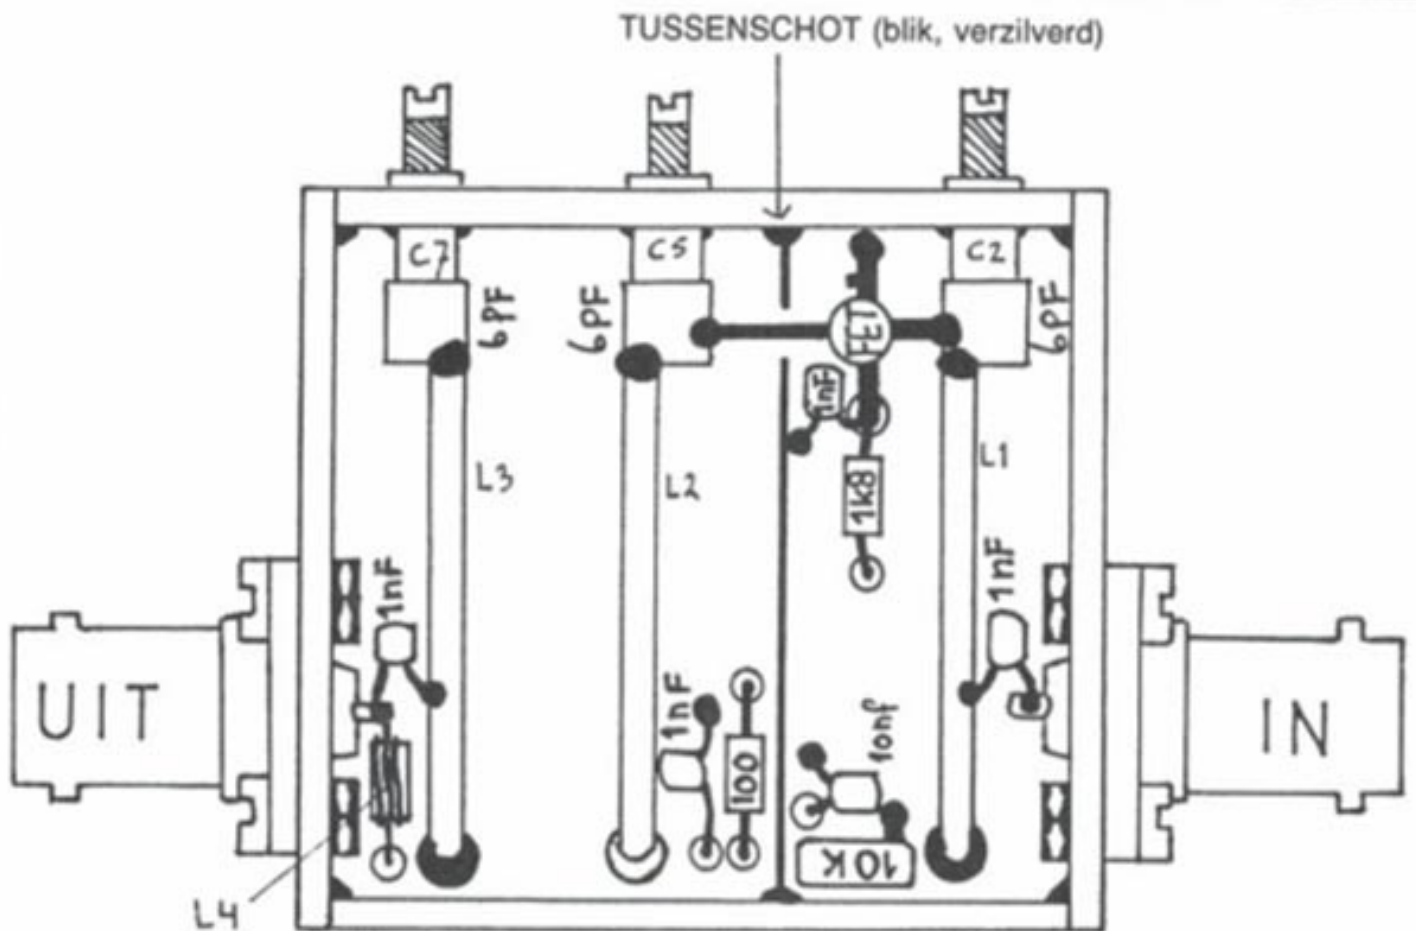 TUSSENSCHOT (blik, verzilverd)
C7
C5
C2
6PF
6PF
FET
6PF
1nF
L3
L2
1k8
L1
1nF
1nF
UIT
1nF
100
10nf
IN
10K
L4